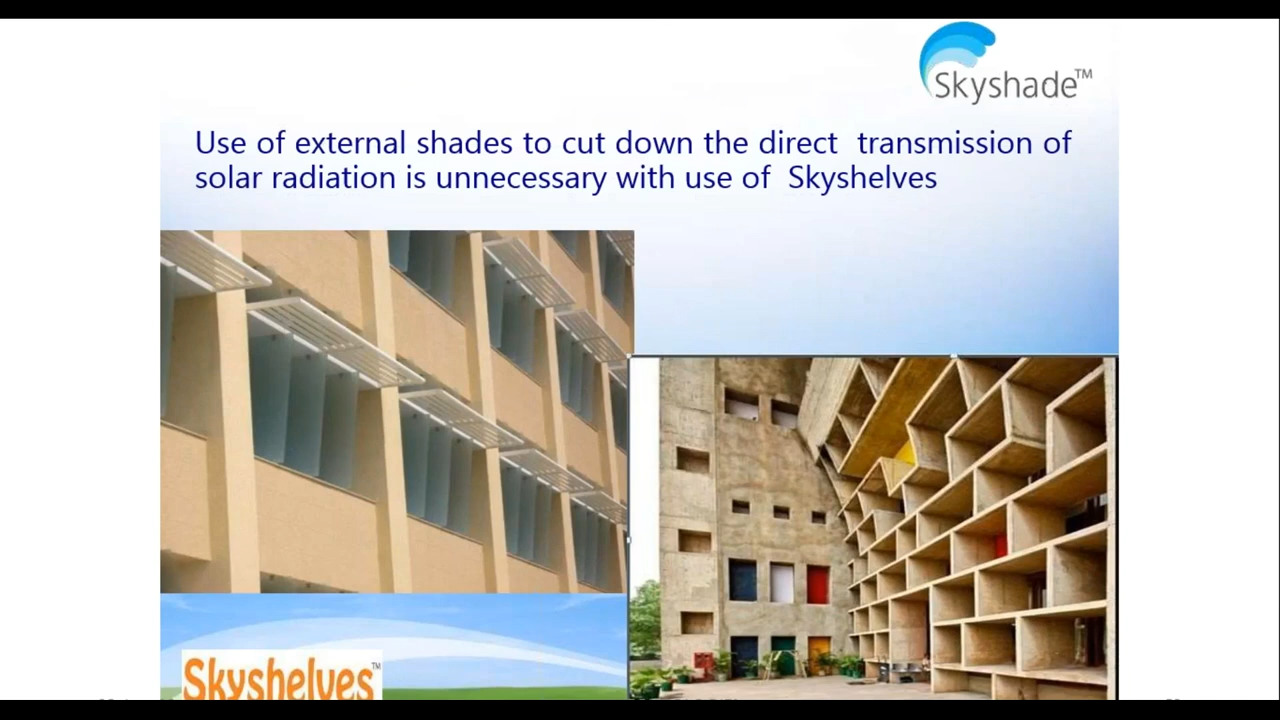 Skyshade™
Use of external shades to cut down the direct transmission of
solar radiation is unnecessary with use of Skyshelves
Skyshelves™